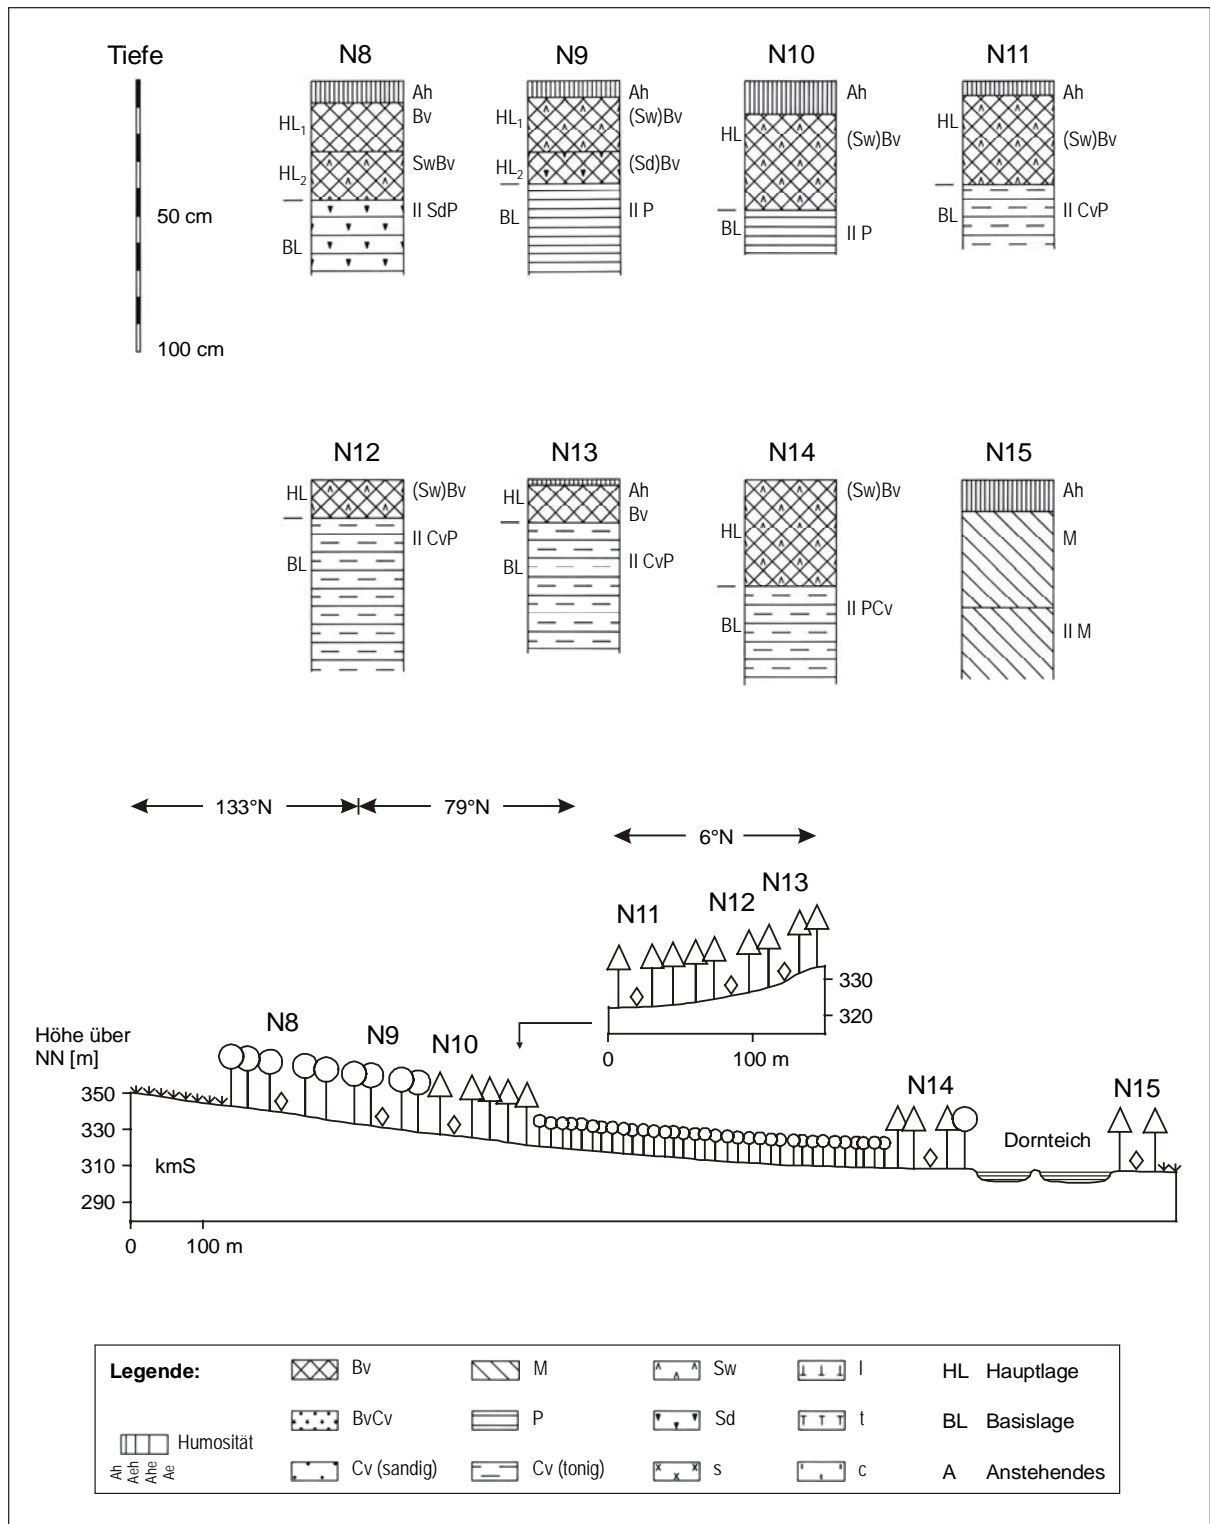 Tiefe N8 N9 N10 N11
Ah Ah Ah Ah
HL1 Bv HL1 (Sw)Bv HL (Sw)Bv HL (Sw)Bv
HL2 SwBv HL2 (Sd)Bv
50 cm BL II SdP BL II P BL II P BL II CvP
100 cm
N12 N13 N14 N15
HL (Sw)Bv HL Ah (Sw)Bv Ah
Bv
BL II CvP BL II CvP HL M
BL II PCv II M
133°N 79°N
6°N
N13
N12
N11
330
320
0 100 m
Höhe über
NN [m]
N8 N9 N10 N14 N15
350
330
310
290
kmS Dornteich
0 100 m
Legende: Bv M Sw l HL Hauptlage
BvCv P Sd t BL Basislage
Humosität
Ah Aeh Ahe Ae
Cv (sandig) Cv (tonig) s c A Anstehendes